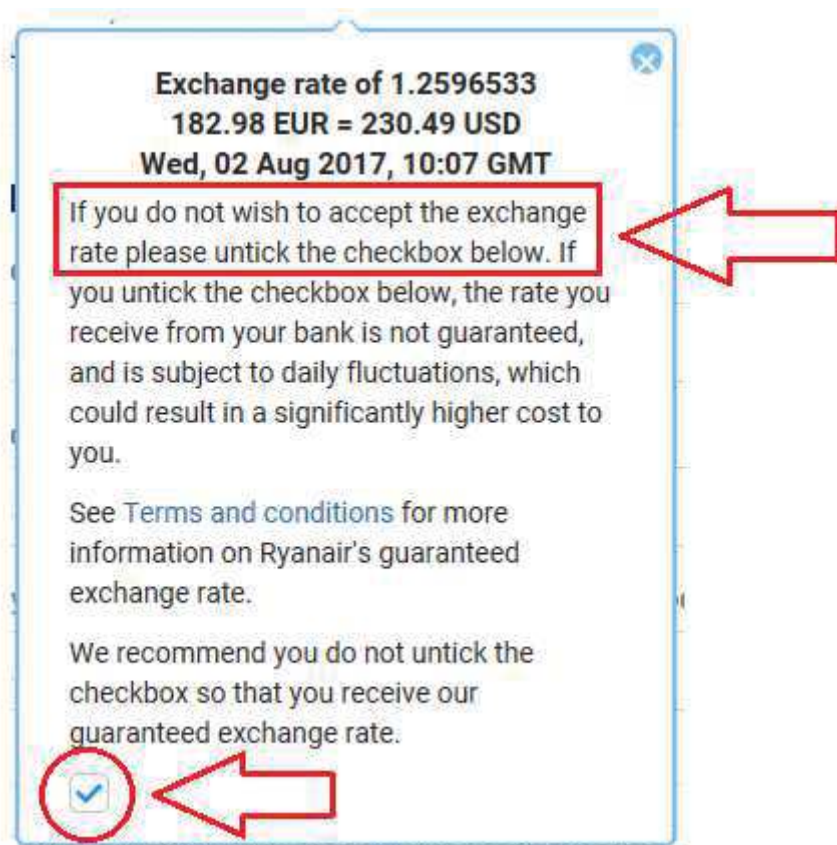 Exchange rate of 1.2596533
182.98 EUR = 230.49 USD
Wed, 02 Aug 2017, 10:07 GMT
If you do not wish to accept the exchange
rate please untick the checkbox below. If
you untick the checkbox below, the rate you
receive from your bank is not guaranteed,
and is subject to daily fluctuations, which
could result in a significantly higher cost to
you.
See Terms and conditions for more
information on Ryanair's guaranteed
exchange rate.
We recommend you do not untick the
checkbox so that you receive our
guaranteed exchange rate.